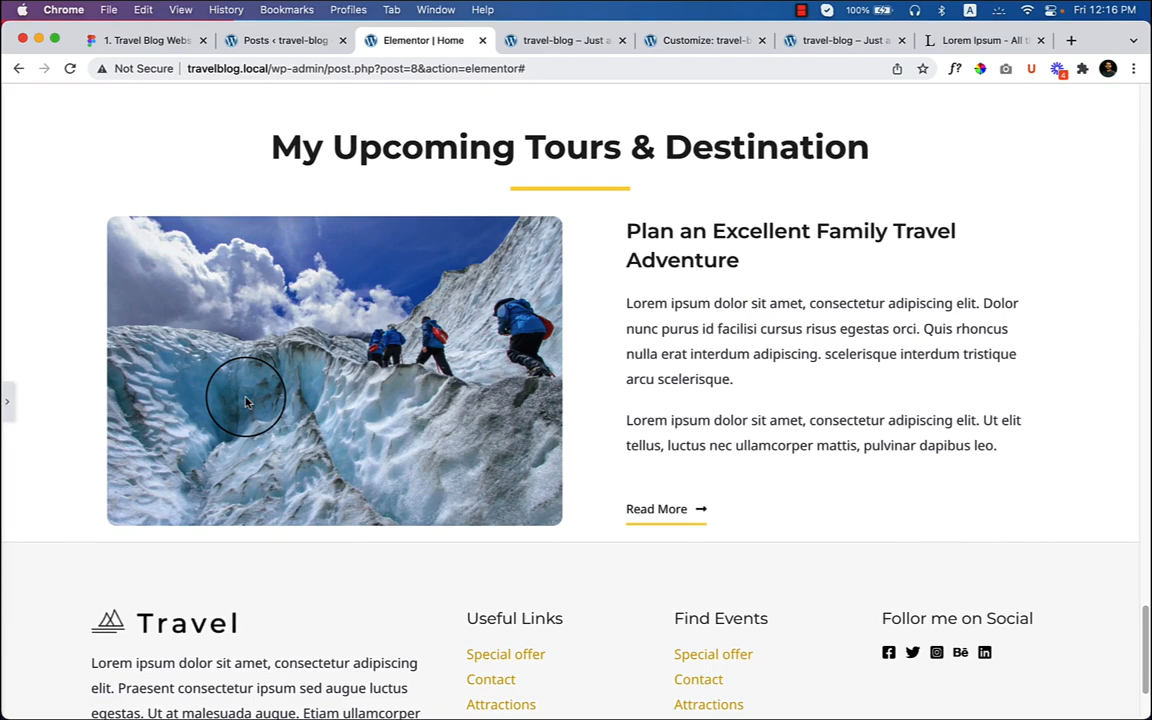 Chrome File Edit View History Bookmarks Profiles Tab Window Help 100% A Fri 12:16 PM
1. Travel Blog Webs Posts ‹ travel-blog Elementor | Home travel-blog – Just a Customize: travel-b travel-blog – Just a Lorem Ipsum - All t
Not Secure travelblog.local/wp-admin/post.php?post=8&action=elementor# f? U 4
My Upcoming Tours & Destination
Plan an Excellent Family Travel
Adventure
Lorem ipsum dolor sit amet, consectetur adipiscing elit. Dolor
nunc purus id facilisi cursus risus egestas orci. Quis rhoncus
nulla erat interdum adipiscing. scelerisque interdum tristique
arcu scelerisque.
Lorem ipsum dolor sit amet, consectetur adipiscing elit. Ut elit
tellus, luctus nec ullamcorper mattis, pulvinar dapibus leo.
Read More
Travel
Lorem ipsum dolor sit amet, consectetur adipiscing
elit. Praesent consectetur ipsum sed augue luctus
egestas. Ut at malesuada augue. Etiam ullamcorper
Useful Links
Special offer
Contact
Attractions
Find Events
Special offer
Contact
Attractions
Follor me on Social
Bē